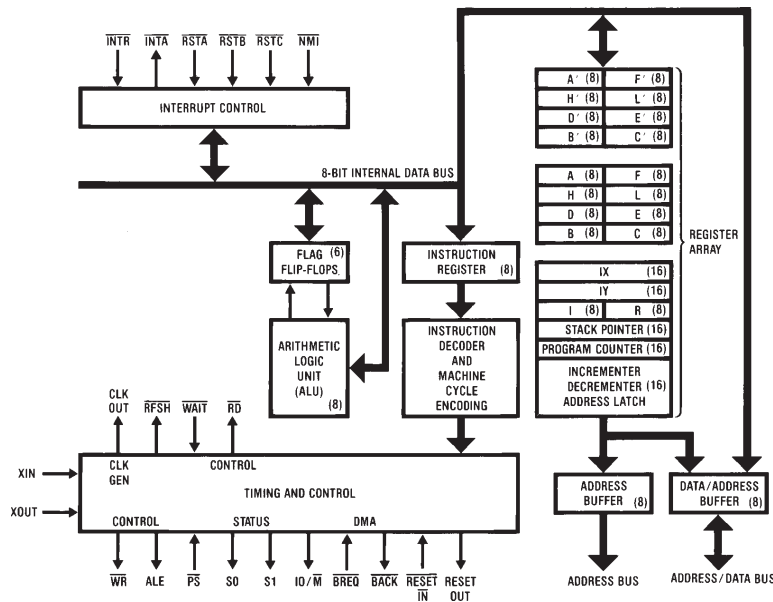 INTR INTA RSTA RSTB RSTC NMI
INTERRUPT CONTROL
8-BIT INTERNAL DATA BUS
A′ (8) F′ (8)
H′ (8) L′ (8)
D′ (8) E′ (8)
B′ (8) C′ (8)
A (8) F (8)
H (8) L (8)
D (8) E (8)
B (8) C (8)
REGISTER
ARRAY
IX (16)
IY (16)
I (8) R (8)
STACK POINTER (16)
PROGRAM COUNTER (16)
INCREMENTER
DECREMENTER (16)
ADDRESS LATCH
FLAG (6)
FLIP-FLOPS
INSTRUCTION
REGISTER (8)
ARITHMETIC
LOGIC
UNIT
(ALU)
(8)
INSTRUCTION
DECODER
AND
MACHINE
CYCLE
ENCODING
CLK
OUT RFSH WAIT RD
XIN
XOUT
CLK
GEN
CONTROL
TIMING AND CONTROL
CONTROL STATUS DMA
WR ALE PS S0 S1 IO/M BREQ BACK RESET
IN
RESET
OUT
ADDRESS
BUFFER (8)
DATA/ADDRESS
BUFFER (8)
ADDRESS BUS
ADDRESS/DATA BUS